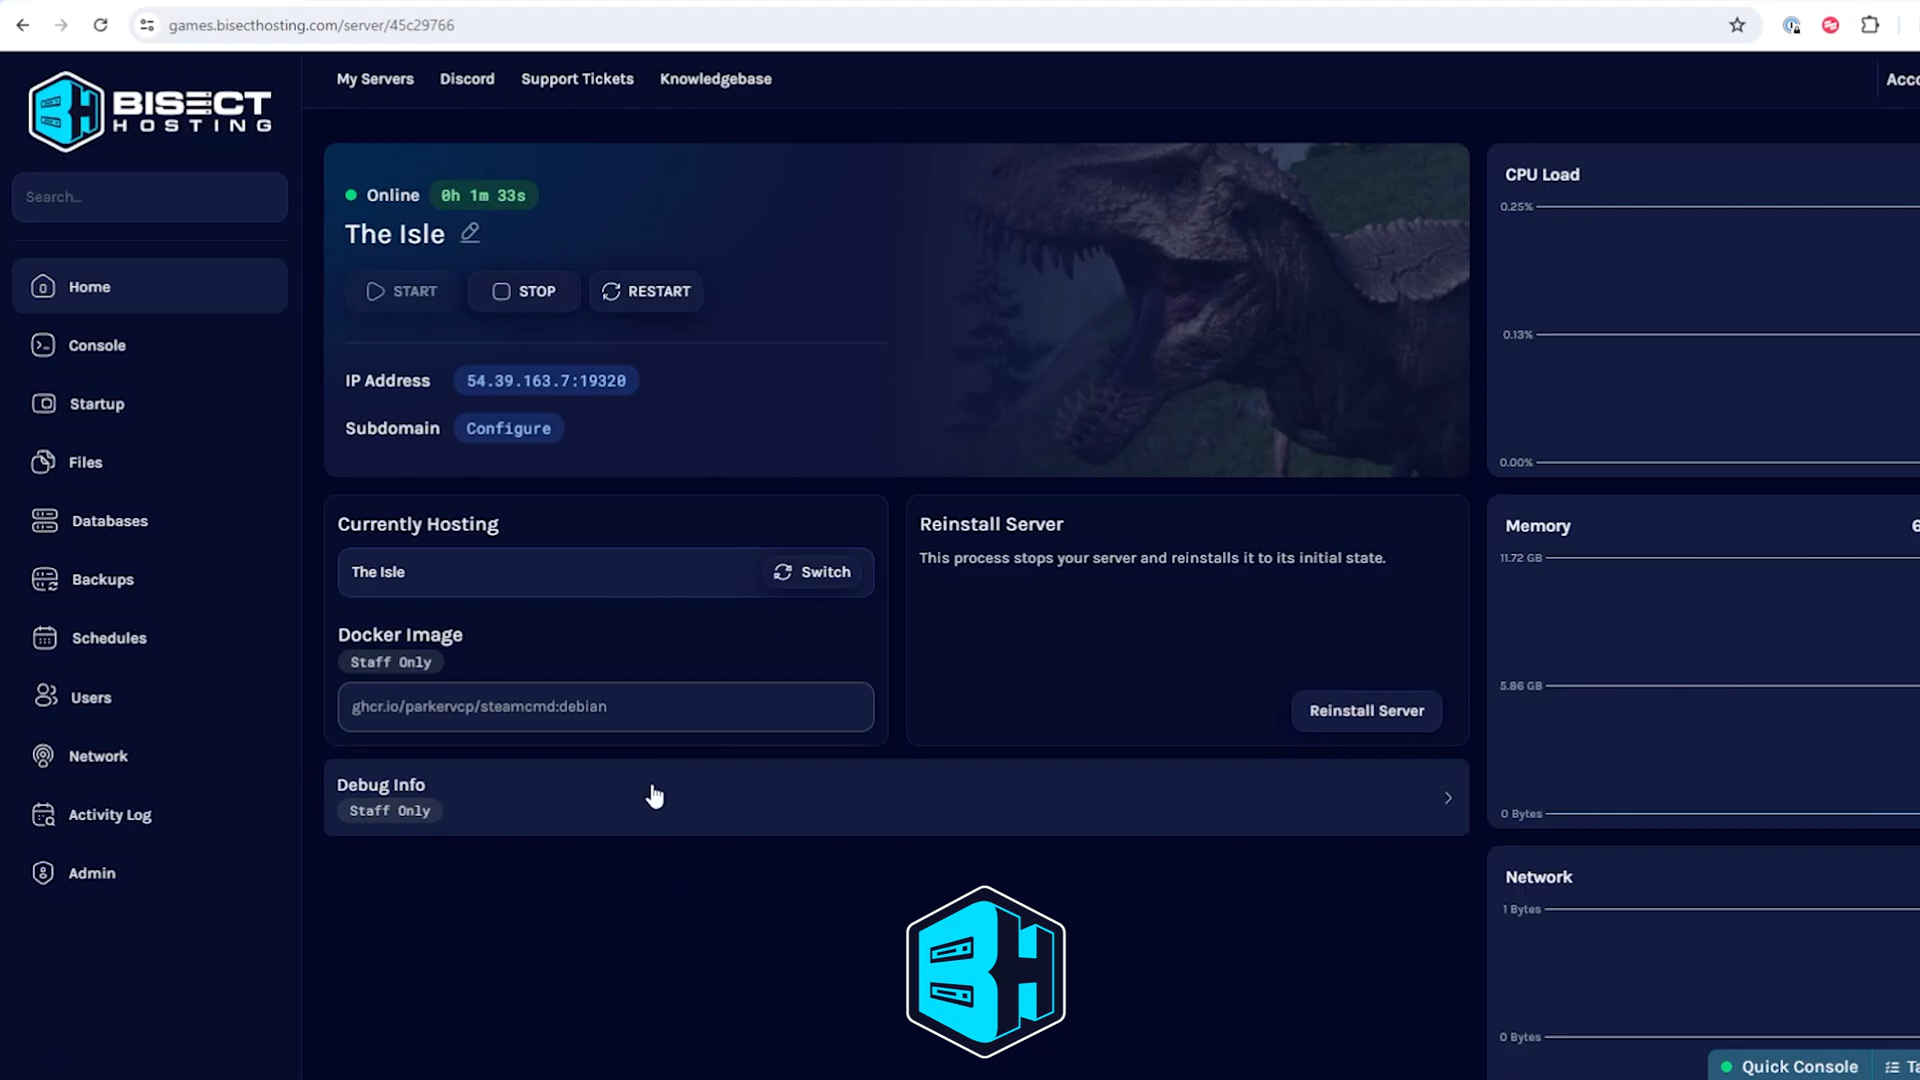 games.bisecthosting.com/server/45c29766
BISECT
HOSTING
My Servers
Discord
Support Tickets
Knowledgebase
Search...
Home
Console
Startup
Files
Databases
Backups
Schedules
Users
Network
Activity Log
Admin
Online
0h 1m 33s
The Isle
START
STOP
RESTART
IP Address
54.39.163.7:19320
Subdomain
Configure
Currently Hosting
The Isle
Switch
Docker Image
Staff Only
ghcr.io/parkervcp/steamcmd:debian
Reinstall Server
This process stops your server and reinstalls it to its initial state.
Reinstall Server
Debug Info
Staff Only
CPU Load
0.25%
0.13%
0.00%
Memory
11.72 GB
5.86 GB
0 Bytes
Network
1 Bytes
0 Bytes
Quick Console